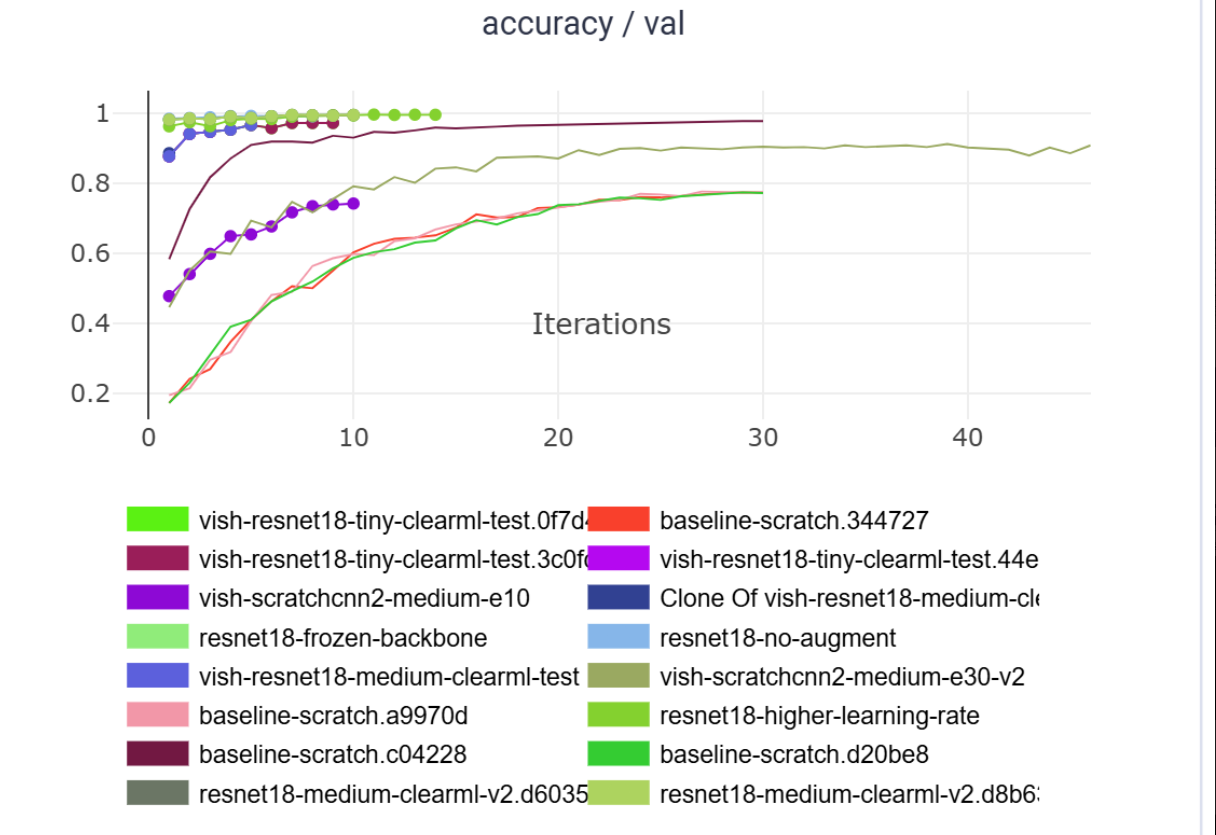 accuracy / val
1
0.8
0.6
0.4
0.2
Iterations
0 10 20 30 40
vish-resnet18-tiny-clearml-test.0f7d baseline-scratch.344727
vish-resnet18-tiny-clearml-test.3c0f vish-resnet18-tiny-clearml-test.44e
vish-scratchcnn2-medium-e10 Clone Of vish-resnet18-medium-cl
resnet18-frozen-backbone resnet18-no-augment
vish-resnet18-medium-clearml-test vish-scratchcnn2-medium-e30-v2
baseline-scratch.a9970d resnet18-higher-learning-rate
baseline-scratch.c04228 baseline-scratch.d20be8
resnet18-medium-clearml-v2.d6035 resnet18-medium-clearml-v2.d8b6